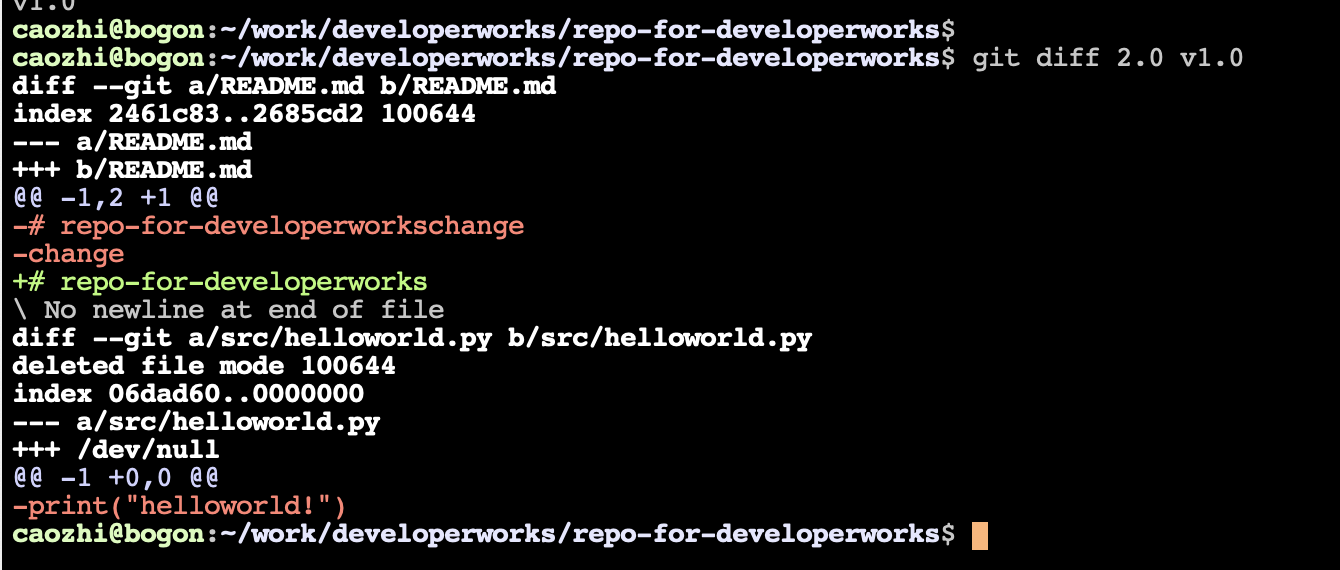 v1.0
caozhi@bogon:~/work/developerworks/repo-for-developerworks$
caozhi@bogon:~/work/developerworks/repo-for-developerworks$ git diff 2.0 v1.0
diff --git a/README.md b/README.md
index 2461c83..2685cd2 100644
--- a/README.md
+++ b/README.md
@@ -1,2 +1 @@
-# repo-for-developerworkschange
-change
+# repo-for-developerworks
\ No newline at end of file
diff --git a/src/helloworld.py b/src/helloworld.py
deleted file mode 100644
index 06dad60..0000000
--- a/src/helloworld.py
+++ /dev/null
@@ -1 +0,0 @@
-print("helloworld!")
caozhi@bogon:~/work/developerworks/repo-for-developerworks$